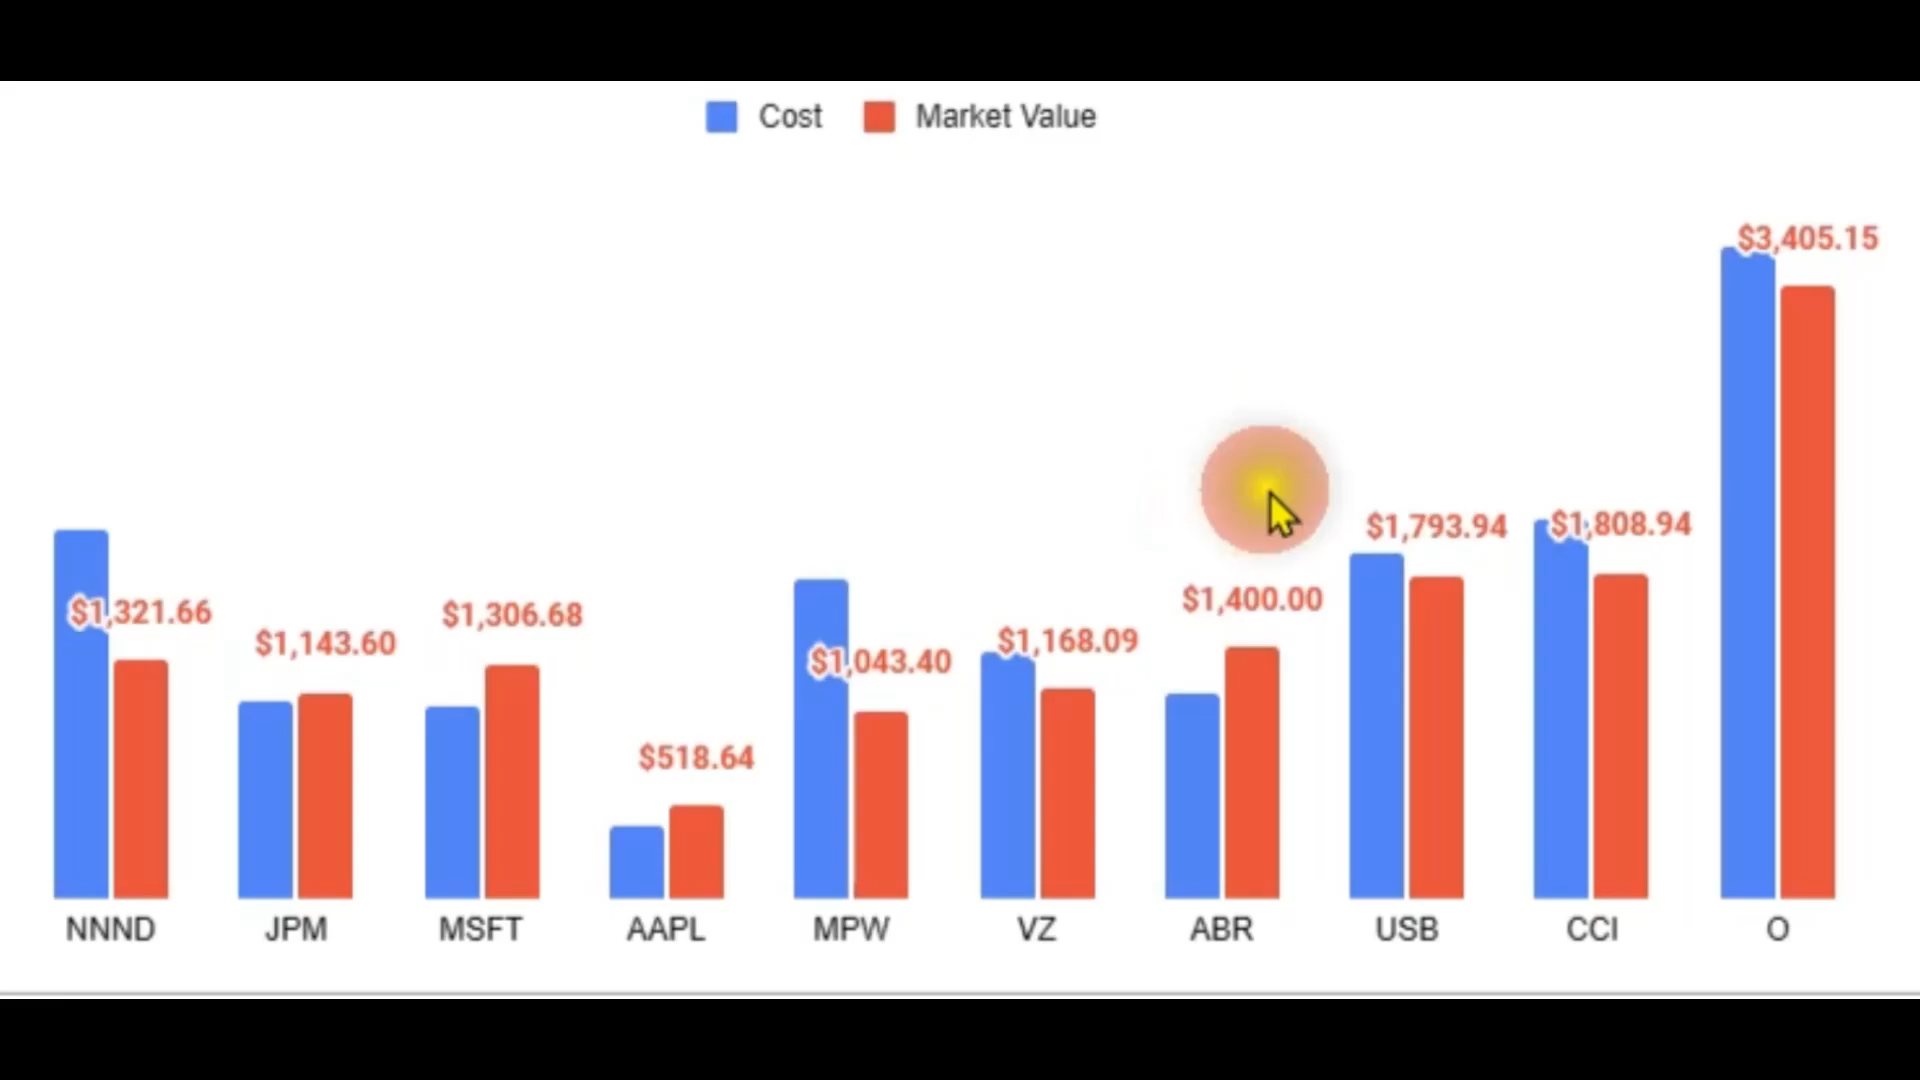 Cost Market Value
$3,405.15
$1,793.94 $1,808.94
$1,321.66 $1,143.60 $1,306.68 $518.64 $1,043.40 $1,168.09 $1,400.00
NNND JPM MSFT AAPL MPW VZ ABR USB CCI O